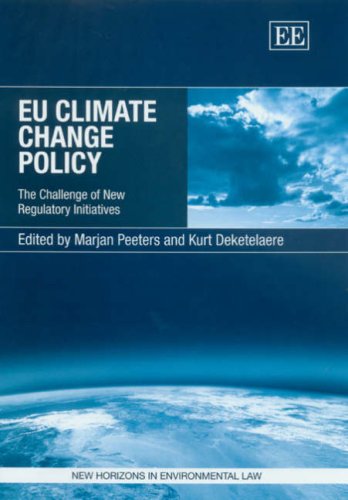 EE
EU CLIMATE
CHANGE
POLICY
The Challenge of New
Regulatory Initiatives
Edited by Marjan Peeters and Kurt Deketelaere
NEW HORIZONS IN ENVIRONMENTAL LAW